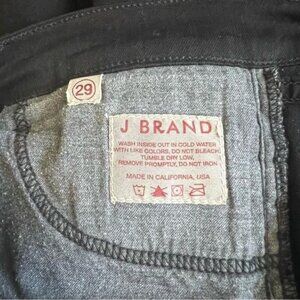 29
J BRAND
WASH INSIDE OUT IN COLD WATER
WITH LIKE COLORS, DO NOT BLEACH
TUMBLE DRY LOW,
REMOVE PROMPTLY, DO NOT IRON
MADE IN CALIFORNIA, USA